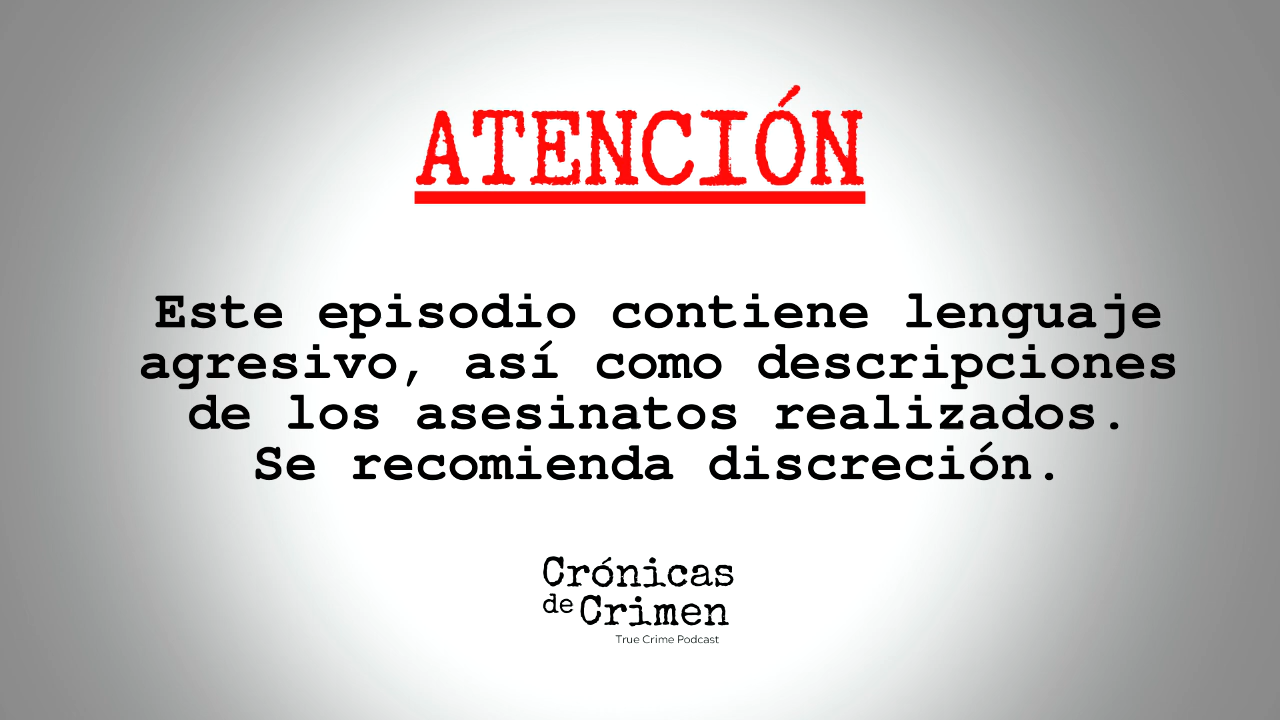 ATENCIÓN
Este episodio contiene lenguaje
agresivo, así como descripciones
de los asesinatos realizados.
Se recomienda discreción.
Crónicas
de Crimen
True Crime Podcast